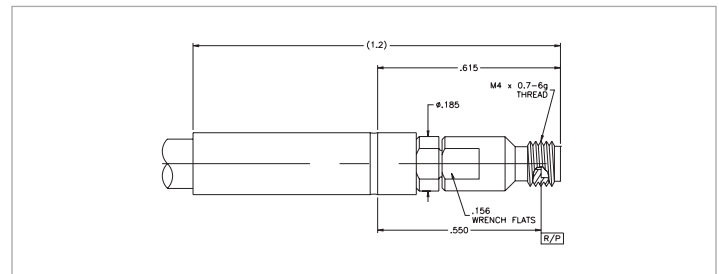 (1.2)
.615
M4 x 0.7-6g
THREAD
ø.185
.156
WRENCH FLATS
.550
R/P